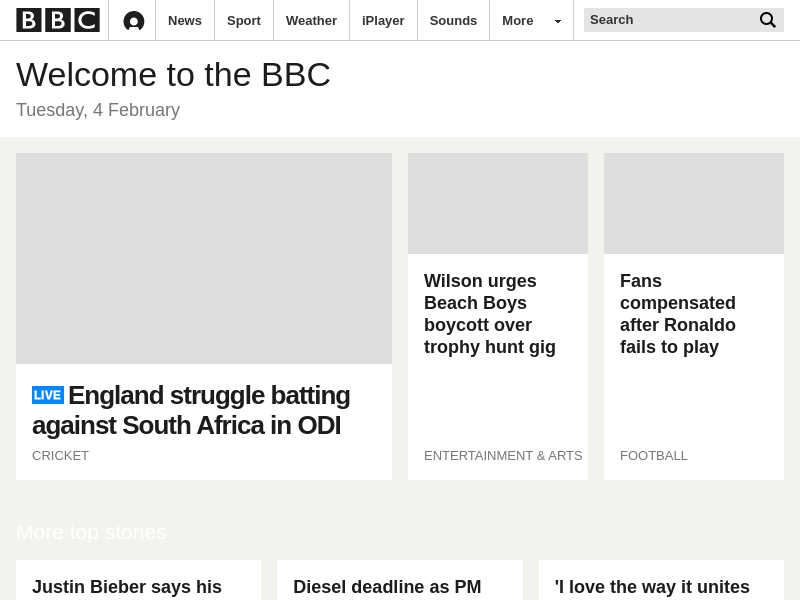 BBC News Sport Weather iPlayer Sounds More Search
Welcome to the BBC
Tuesday, 4 February
LIVE England struggle batting
against South Africa in ODI
CRICKET
Wilson urges
Beach Boys
boycott over
trophy hunt gig
ENTERTAINMENT & ARTS
Fans
compensated
after Ronaldo
fails to play
FOOTBALL
More top stories
Justin Bieber says his
Diesel deadline as PM
'I love the way it unites